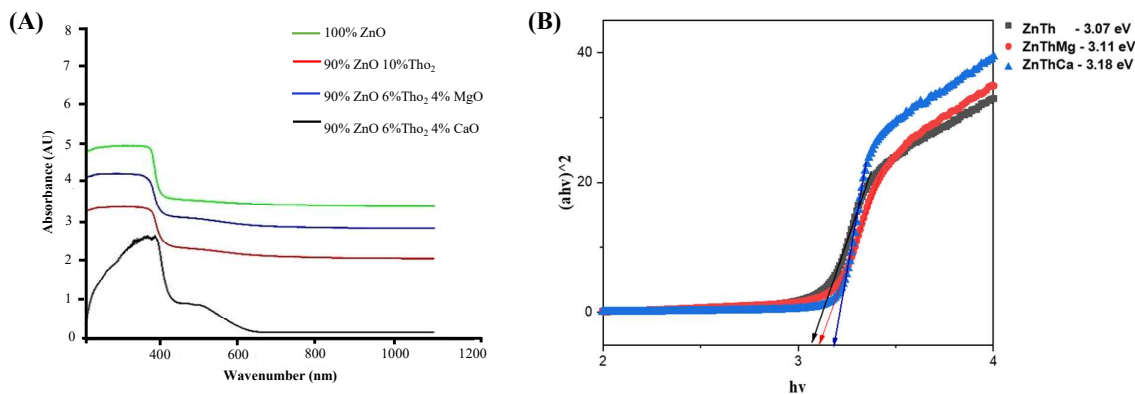 (A)
Absorbance (AU)
8
7
6
5
4
3
2
1
0
400
600
800
1000
1200
Wavenumber (nm)
100% ZnO
90% ZnO 10%Tho₂
90% ZnO 6%Tho₂ 4% MgO
90% ZnO 6%Tho₂ 4% CaO
(B)
(ahv)^2
40
20
0
2
3
4
hv
ZnTh - 3.07 eV
ZnThMg - 3.11 eV
ZnThCa - 3.18 eV